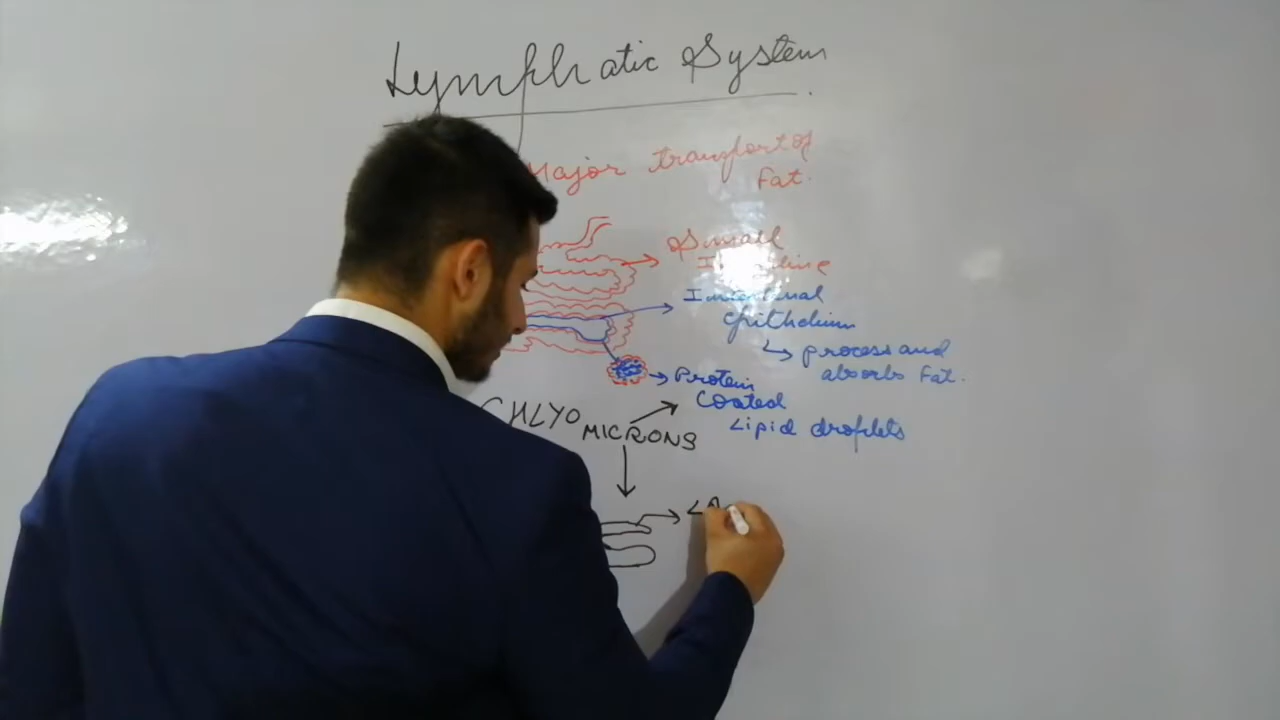 Lymphatic System
Major transport of
Fat.
Small
Intestinal
epithelium
process and
absorbs Fat.
Protein
Coated
Lipid droplets
CHLYO
MICRONS